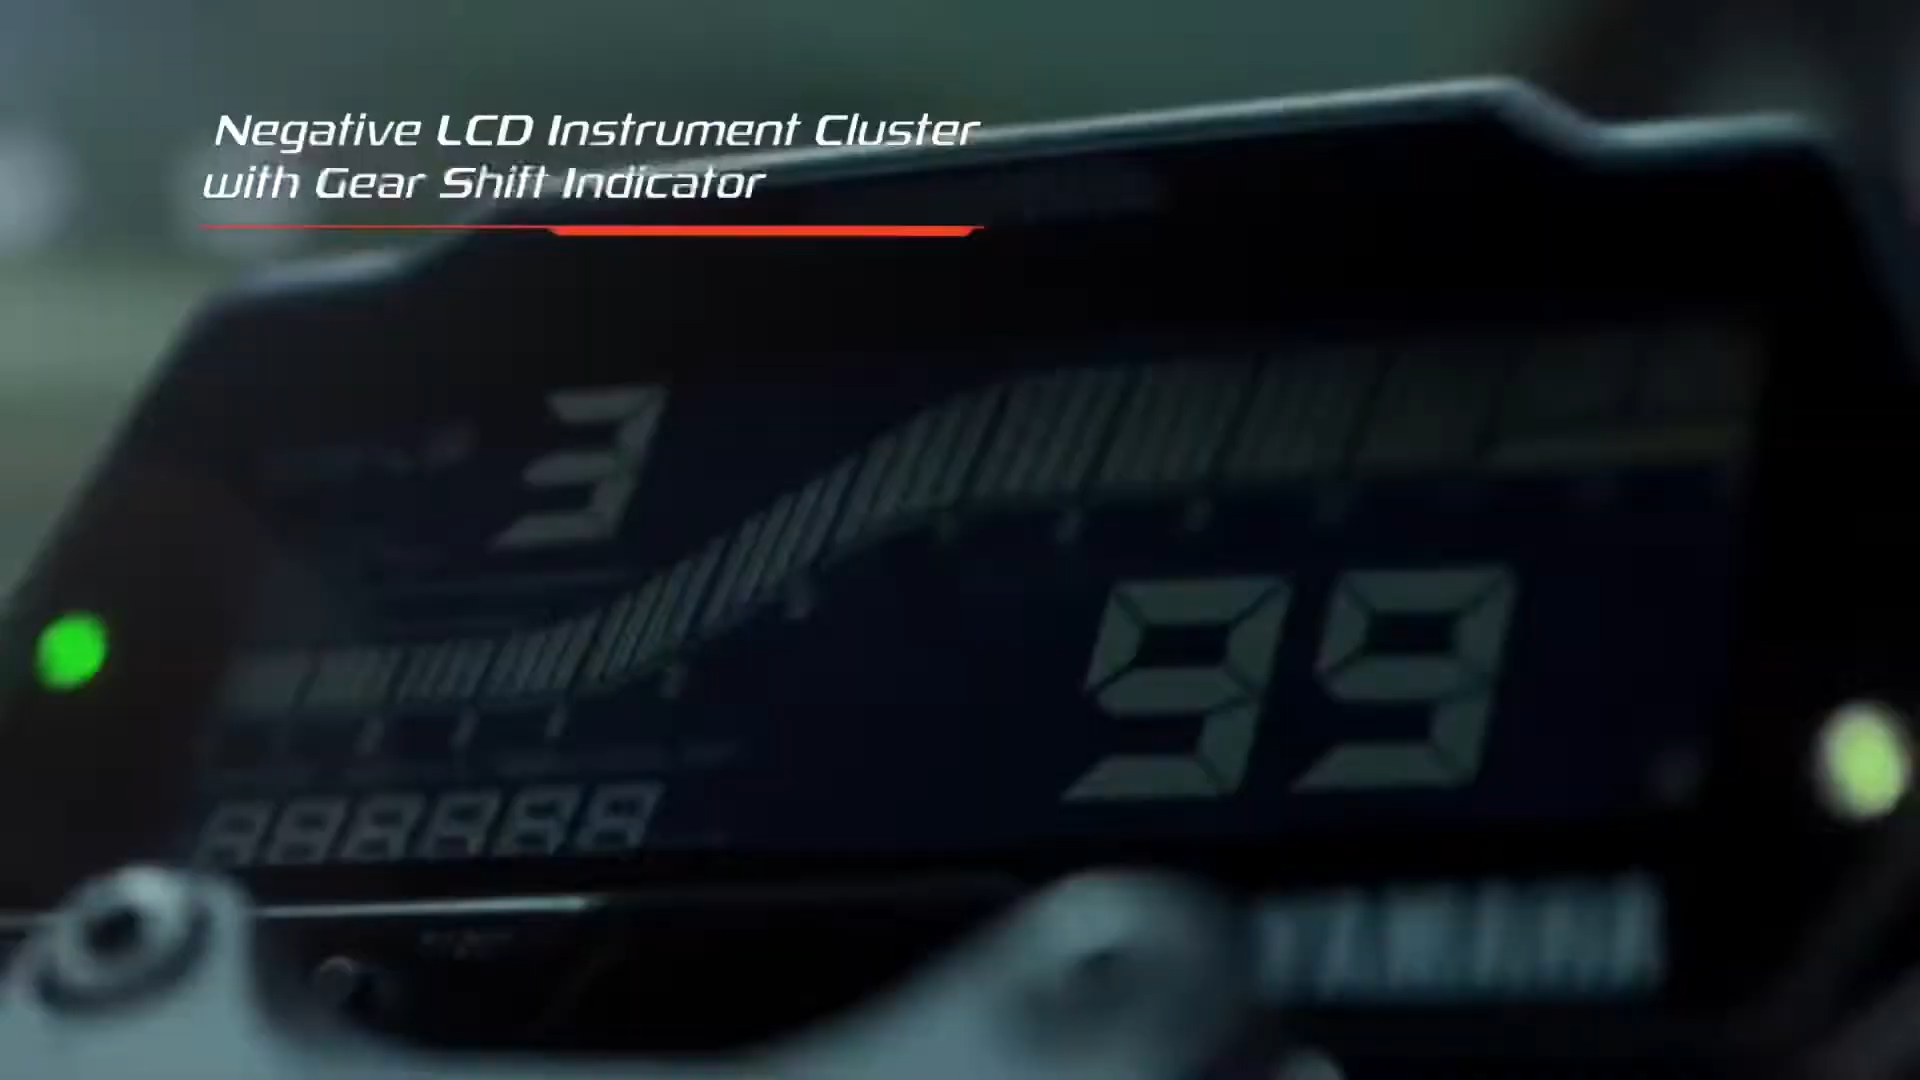 Negative LCD Instrument Cluster
with Gear Shift Indicator
3
99
888888
YAMAHA